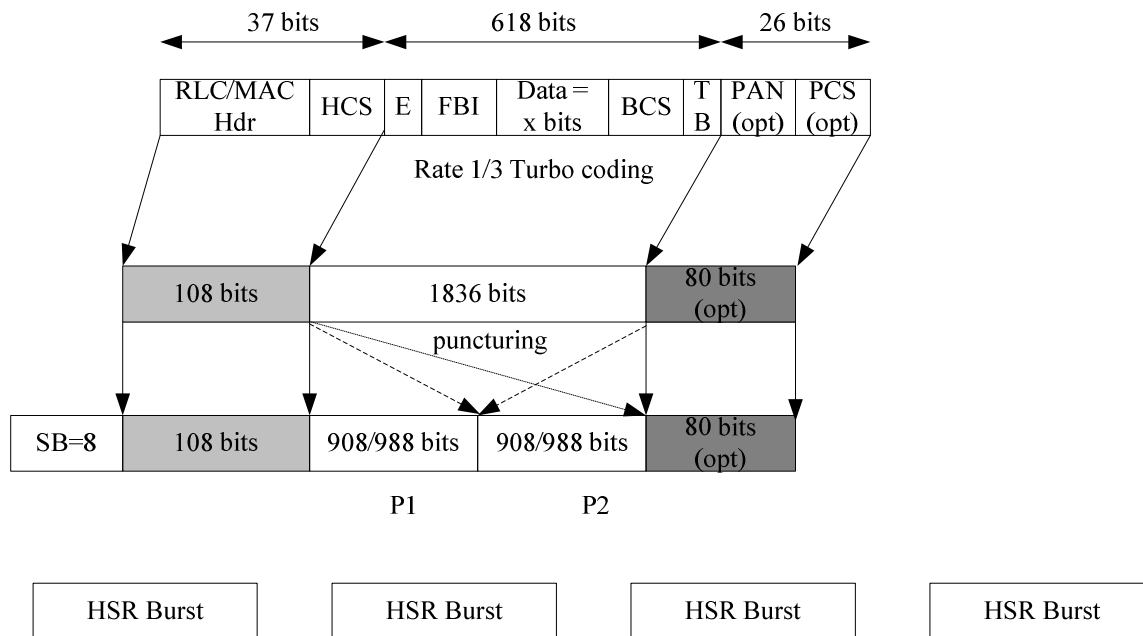 37 bits 618 bits 26 bits
RLC/MAC
Hdr
HCS
E
FBI
Data =
x bits
BCS
T
B
PAN
(opt)
PCS
(opt)
Rate 1/3 Turbo coding
108 bits
1836 bits
80 bits
(opt)
puncturing
SB=8
108 bits
908/988 bits
908/988 bits
80 bits
(opt)
P1 P2
HSR Burst HSR Burst HSR Burst HSR Burst